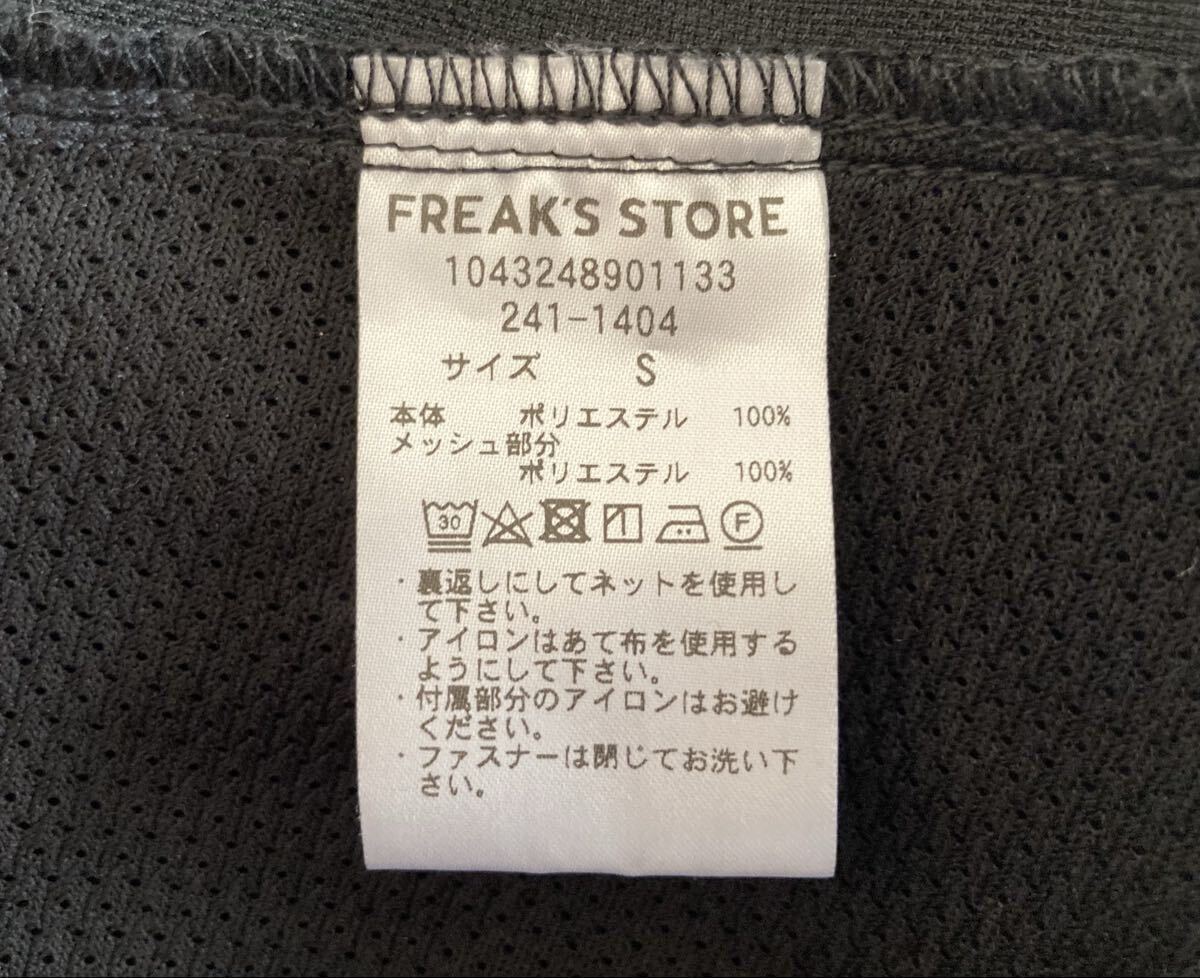 FREAK'S STORE
1043248901133
241-1404
サイズ S
本体 ポリエステル 100%
メッシュ部分
ポリエステル 100%
30 F
・裏返しにしてネットを使用し
て下さい。
・アイロンはあて布を使用する
ようにして下さい。
・付属部分のアイロンはお避け
ください。
・ファスナーは閉じてお洗い下
さい。